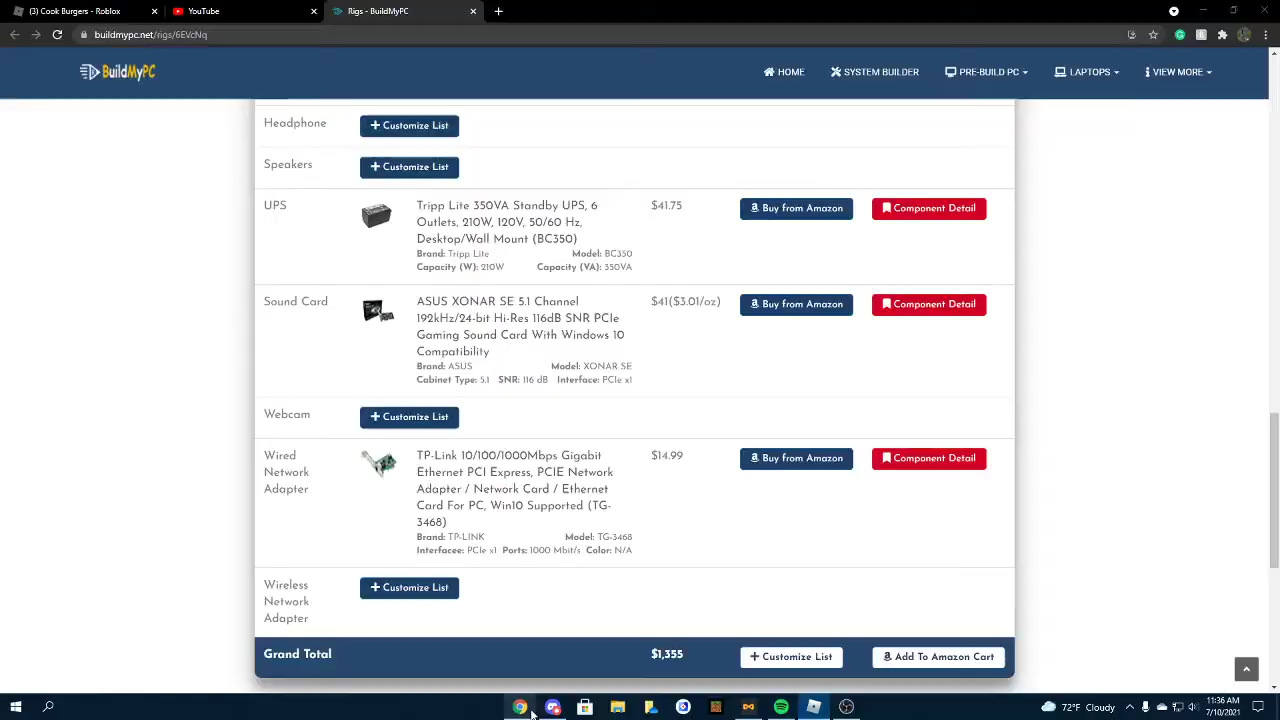 (3) Cook Burgers - Roblox
YouTube
Rigs - BuildMyPC
buildmypc.net/rigs/6EVcNq
BuildMyPC
HOME
SYSTEM BUILDER
PRE-BUILD PC
LAPTOPS
VIEW MORE
Headphone
+ Customize List
Speakers
+ Customize List
UPS
Tripp Lite 350VA Standby UPS, 6
Outlets, 210W, 120V, 50/60 Hz,
Desktop/Wall Mount (BC350)
Brand: Tripp Lite Model: BC350
Capacity (W): 210W Capacity (VA): 350VA
$41.75
Buy from Amazon
Component Detail
Sound Card
ASUS XONAR SE 5.1 Channel
192kHz/24-bit Hi-Res 116dB SNR PCIe
Gaming Sound Card With Windows 10
Compatibility
Brand: ASUS Model: XONAR SE
Cabinet Type: 5.1 SNR: 116 dB Interface: PCIe x1
$41($3.01/oz)
Buy from Amazon
Component Detail
Webcam
+ Customize List
Wired
Network
Adapter
TP-Link 10/100/1000Mbps Gigabit
Ethernet PCI Express, PCIE Network
Adapter / Network Card / Ethernet
Card For PC, Win10 Supported (TG-
3468)
Brand: TP-LINK Model: TG-3468
Interfacee: PCIe x1 Ports: 1000 Mbit/s Color: N/A
$14.99
Buy from Amazon
Component Detail
Wireless
Network
Adapter
+ Customize List
Grand Total
$1,355
+ Customize List
Add To Amazon Cart
72°F Cloudy
11:36 AM
7/10/2021